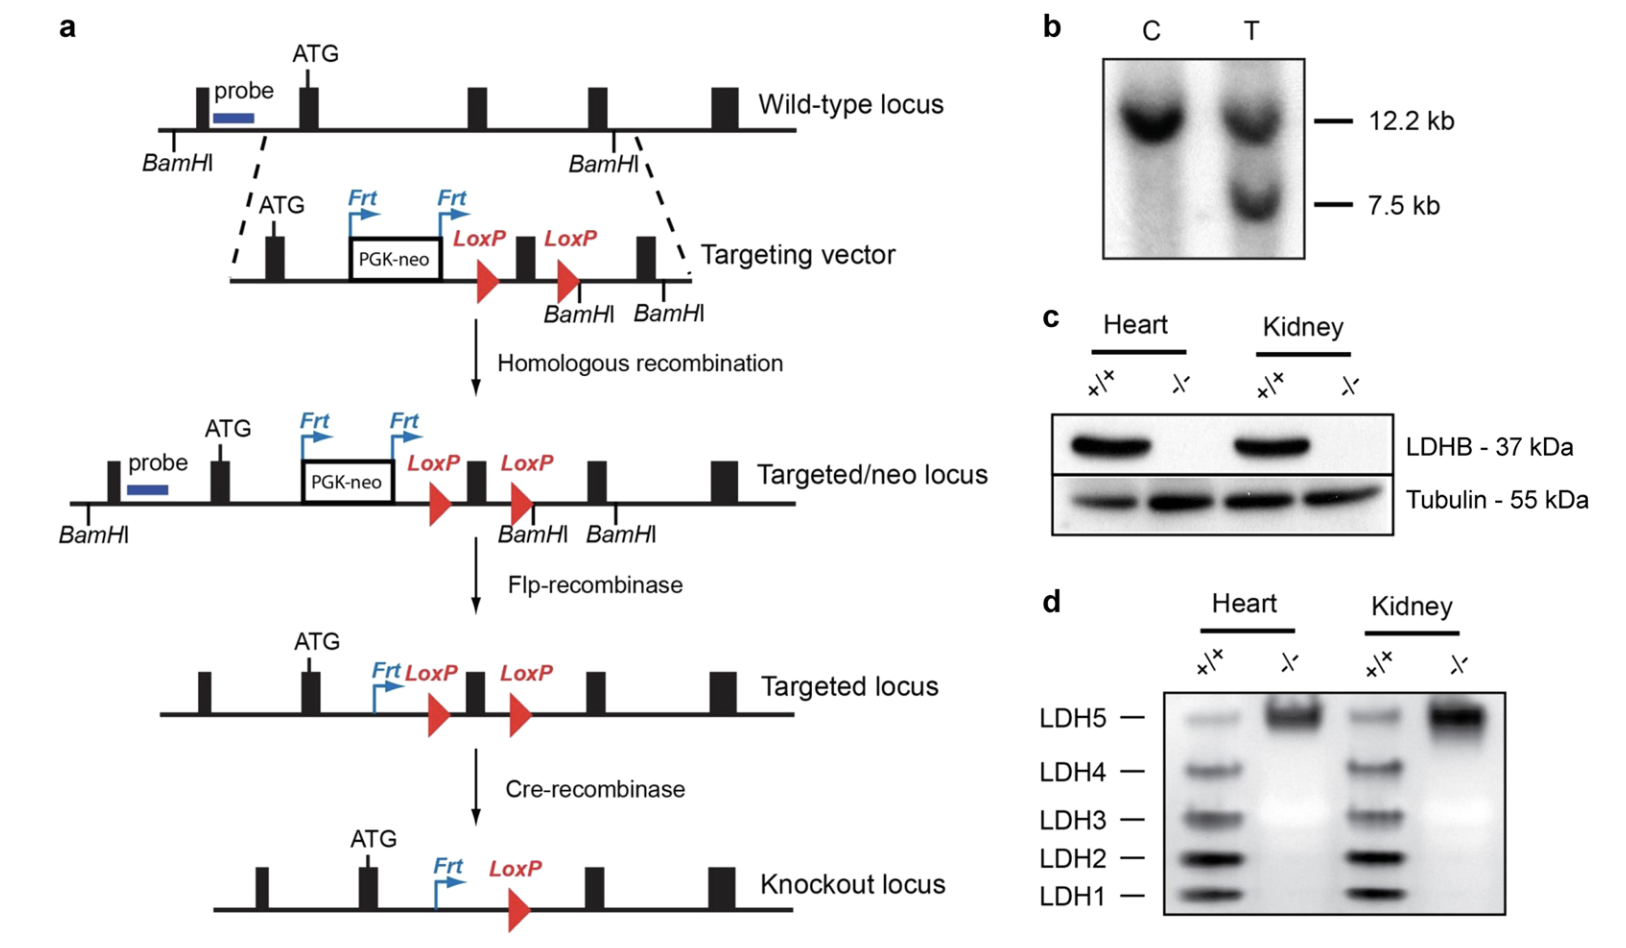 a
ATG
probe
Wild-type locus
BamHI
BamHI
Frt
Frt
ATG
LoxP
LoxP
PGK-neo
Targeting vector
BamHI
BamHI
Homologous recombination
Frt
Frt
ATG
probe
LoxP
LoxP
PGK-neo
Targeted/neo locus
BamHI
BamHI
BamHI
Flp-recombinase
ATG
Frt
LoxP
LoxP
Targeted locus
Cre-recombinase
ATG
Frt
LoxP
Knockout locus
b
C
T
12.2 kb
7.5 kb
c
Heart
Kidney
+/+
-/-
+/+
-/-
LDHB - 37 kDa
Tubulin - 55 kDa
d
Heart
Kidney
+/+
-/-
+/+
-/-
LDH5
LDH4
LDH3
LDH2
LDH1